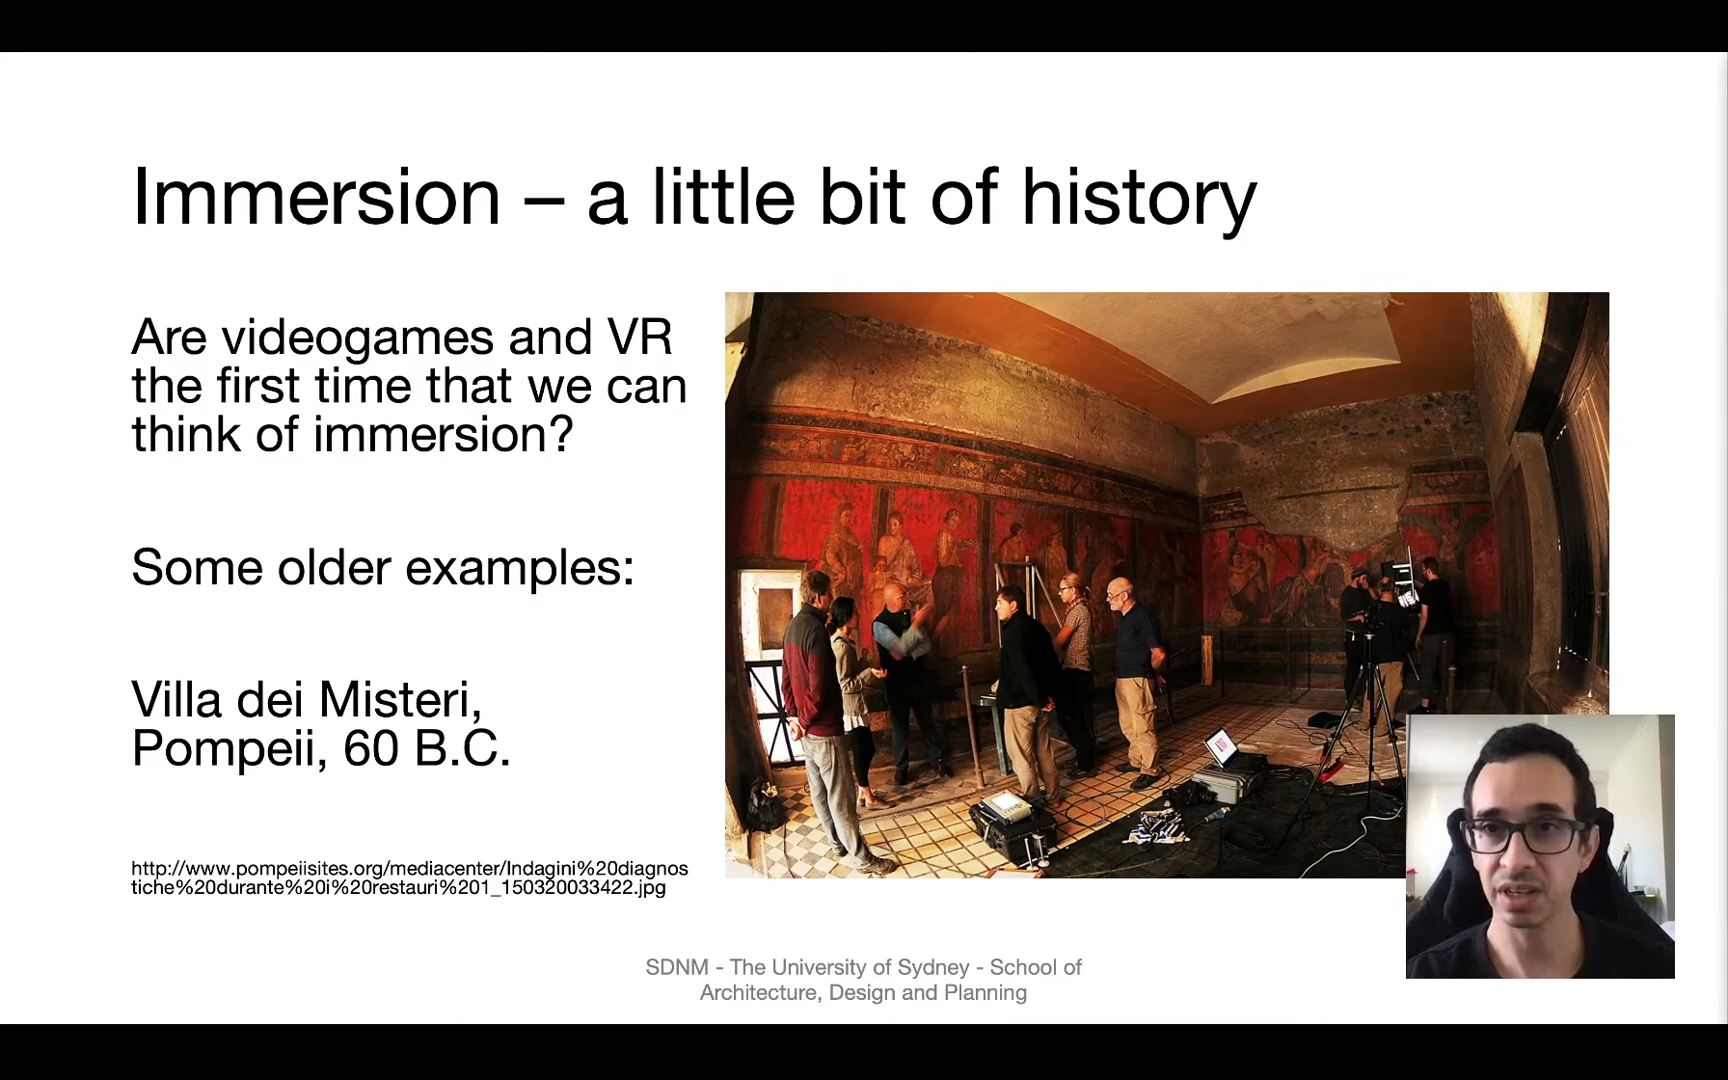 Immersion – a little bit of history
Are videogames and VR
the first time that we can
think of immersion?
Some older examples:
Villa dei Misteri,
Pompeii, 60 B.C.
http://www.pompeiisites.org/mediacenter/Indagini%20diagnos
tiche%20durante%20i%20restauri%201_150320033422.jpg
SDNM - The University of Sydney - School of
Architecture, Design and Planning